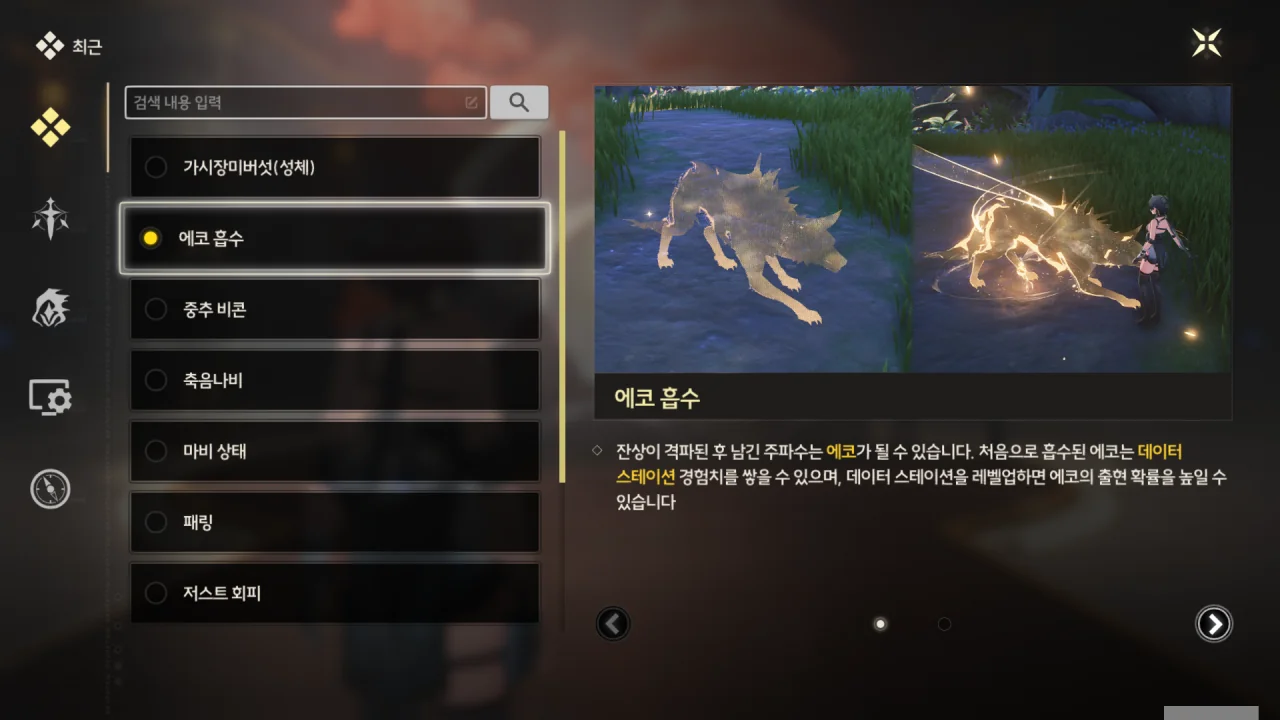 최근
검색 내용 입력
가시장미버섯(성체)
에코 흡수
중추 비콘
축음나비
마비 상태
패링
저스트 회피
에코 흡수
잔상이 격파된 후 남긴 주파수는 에코가 될 수 있습니다. 처음으로 흡수된 에코는 데이터
스테이션 경험치를 쌓을 수 있으며, 데이터 스테이션을 레벨업하면 에코의 출현 확률을 높일 수
있습니다